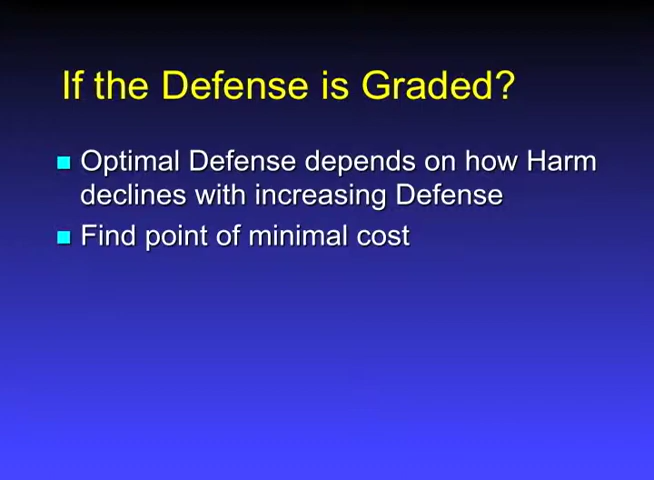 If the Defense is Graded?
Optimal Defense depends on how Harm
declines with increasing Defense
Find point of minimal cost